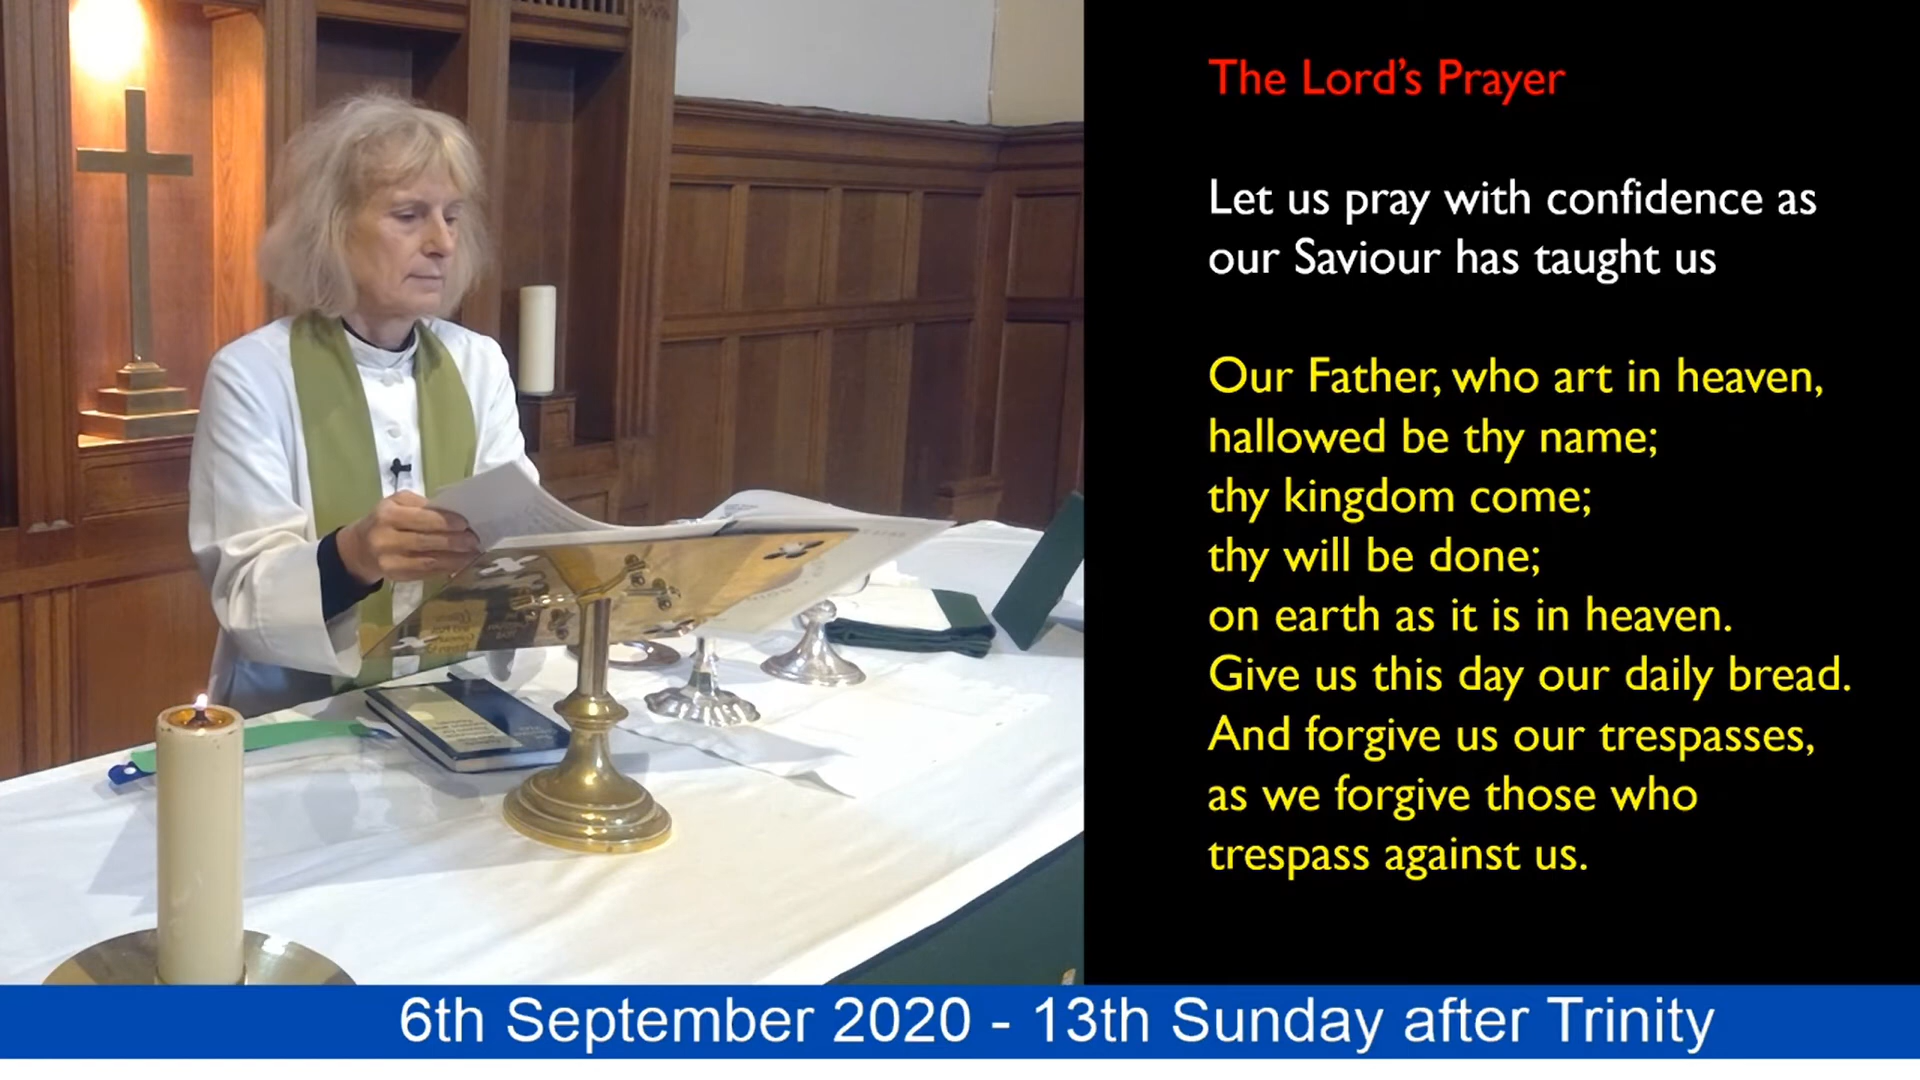 The Lord's Prayer
Let us pray with confidence as
our Saviour has taught us
Our Father, who art in heaven,
hallowed be thy name;
thy kingdom come;
thy will be done;
on earth as it is in heaven.
Give us this day our daily bread.
And forgive us our trespasses,
as we forgive those who
trespass against us.
6th September 2020 - 13th Sunday after Trinity